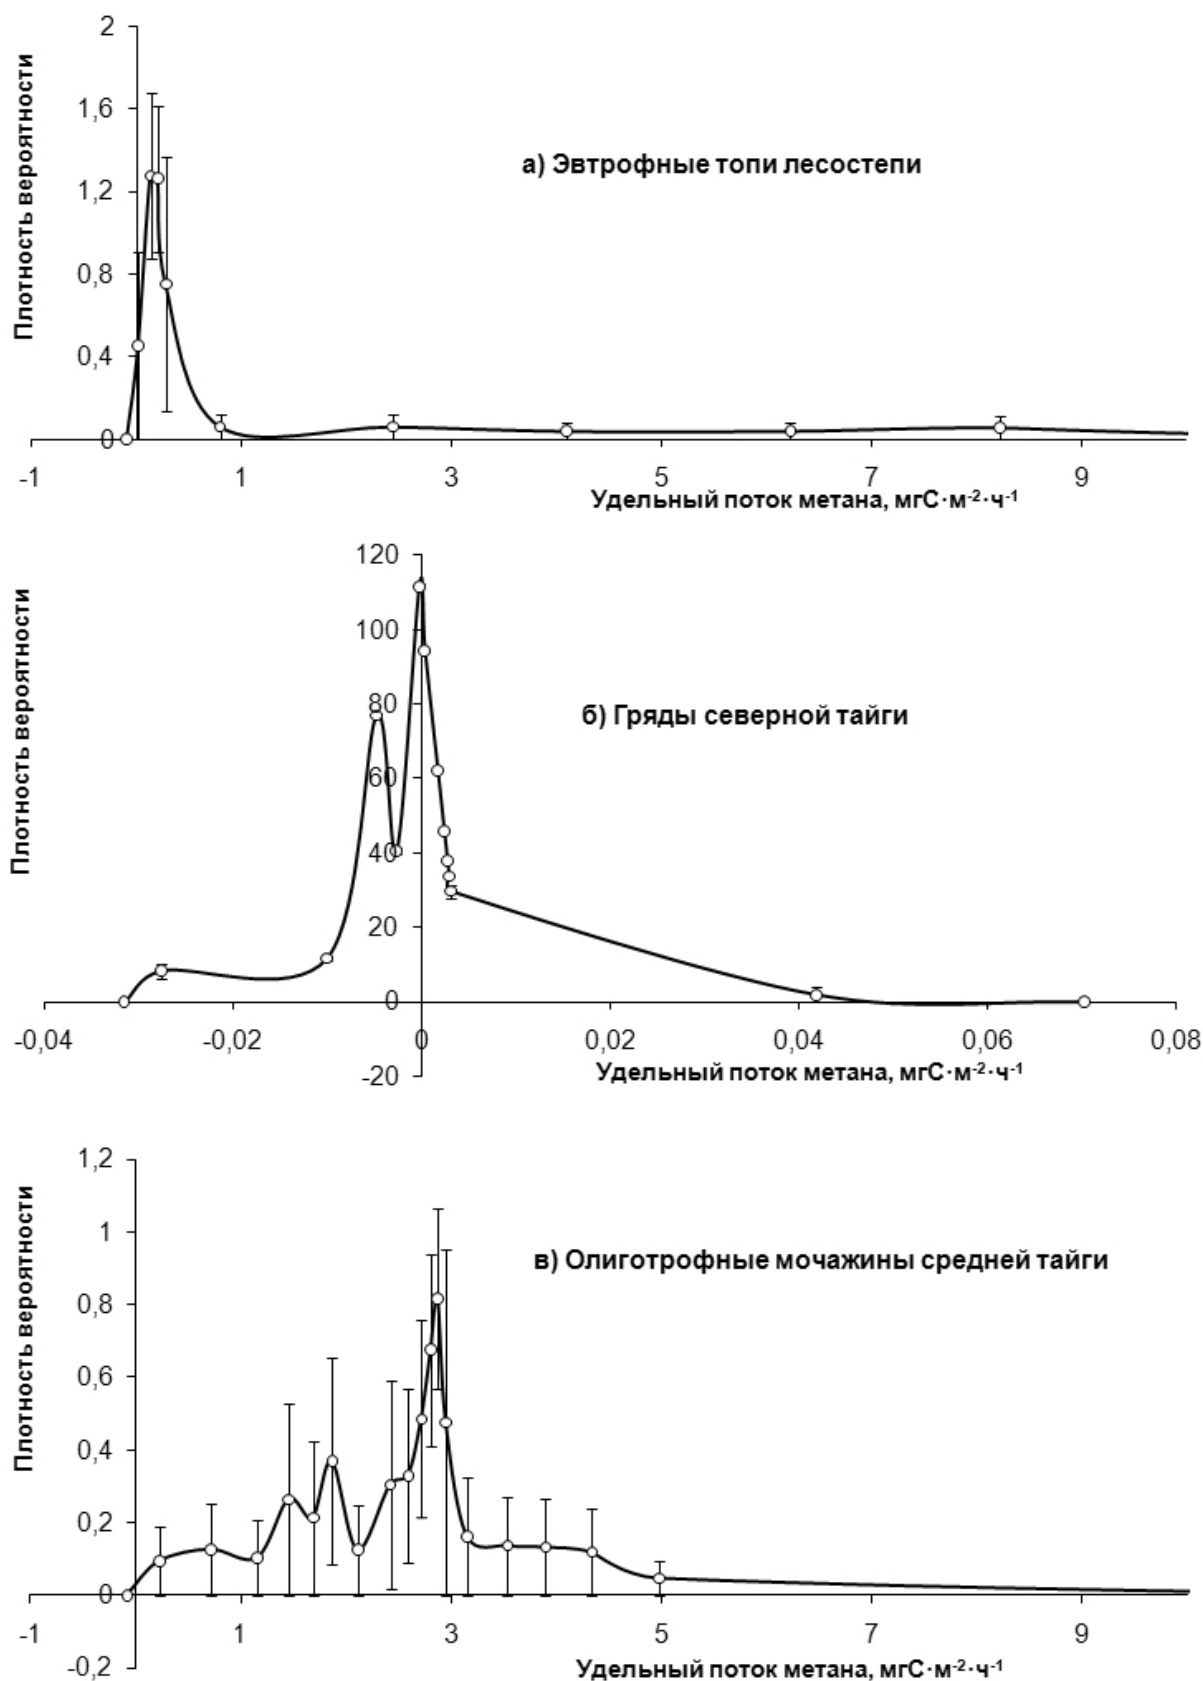 Плотность вероятности
2
1,6
1,2
0,8
0,4
0
а) Эвтрофные топи лесостепи
-1 1 3 5 7 9
Удельный поток метана, мгС·м-2·ч-1
Плотность вероятности
120
100
80
60
40
20
0
-20
б) Гряды северной тайги
-0,04 -0,02 0 0,02 0,04 0,06 0,08
Удельный поток метана, мгС·м-2·ч-1
Плотность вероятности
1,2
1
0,8
0,6
0,4
0,2
0
-0,2
в) Олиготрофные мочажины средней тайги
-1 1 3 5 7 9
Удельный поток метана, мгС·м-2·ч-1